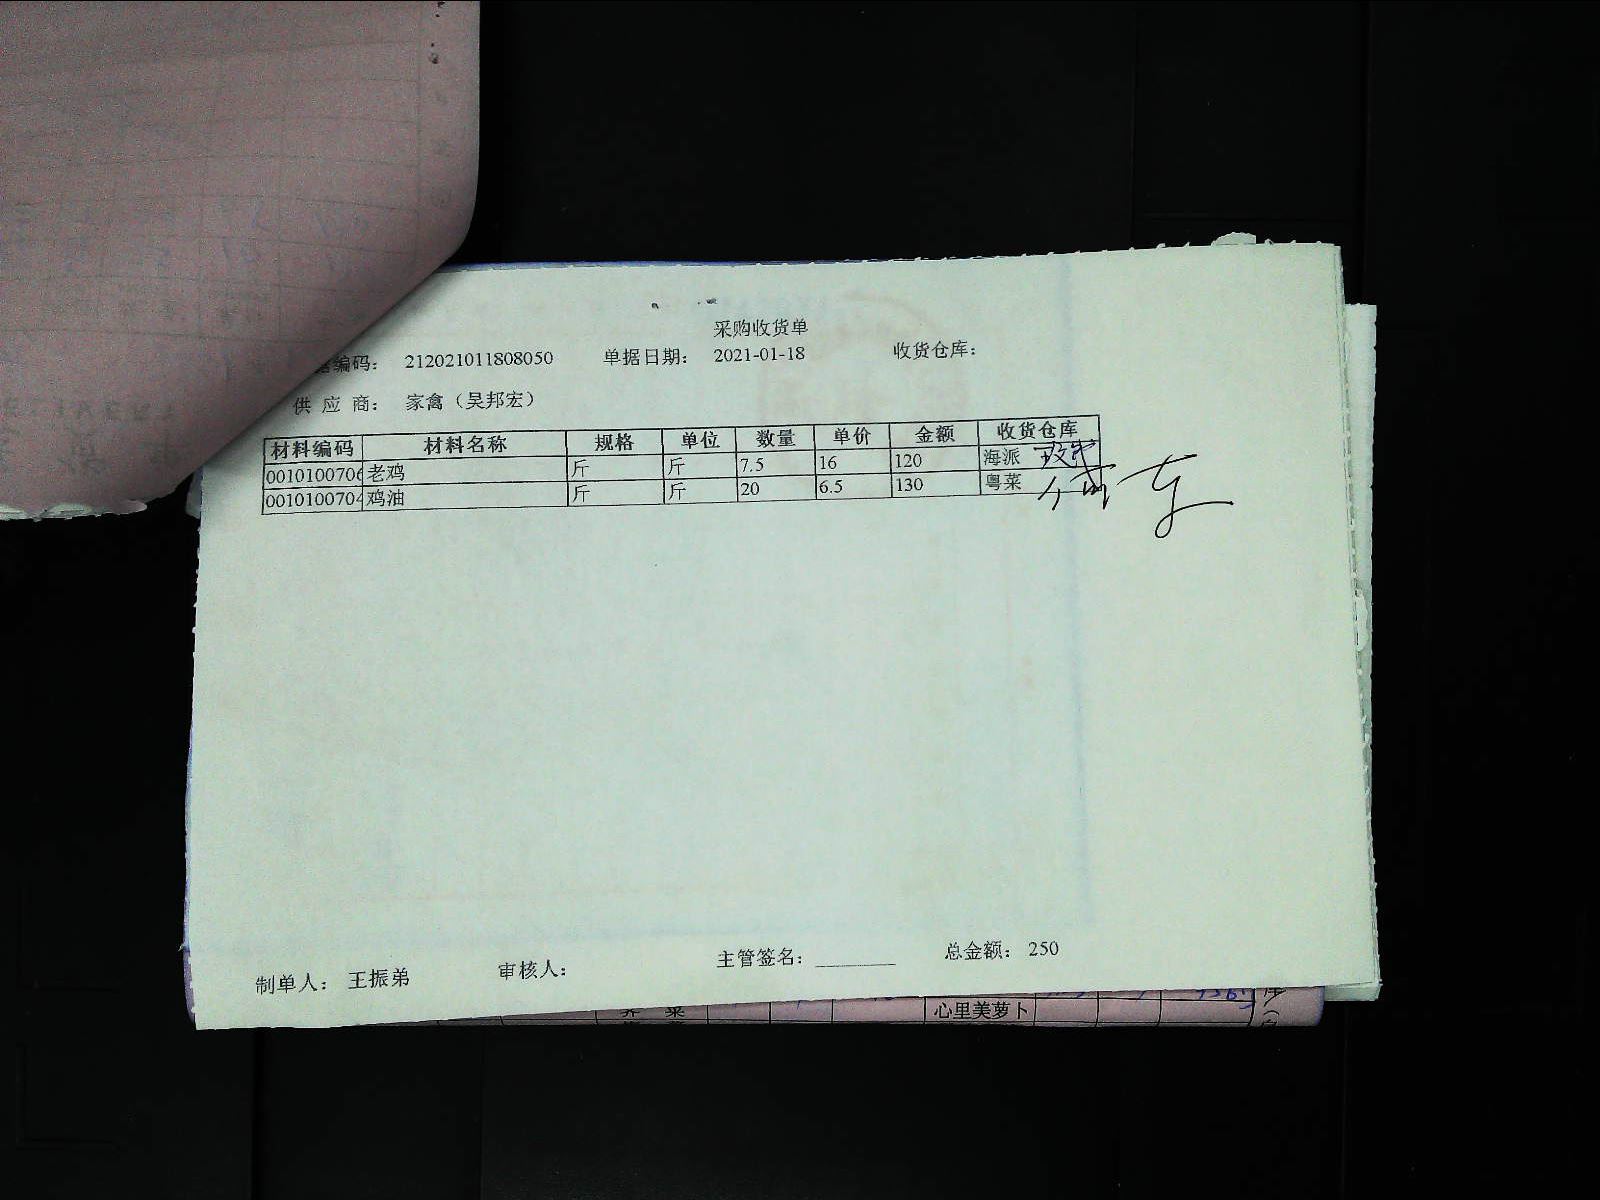 采购收货单
编码： 212021011808050 单据日期： 2021-01-18 收货仓库：
供 应 商： 家禽（吴邦宏）
材料编码 材料名称 规格 单位 数量 单价 金额 收货仓库
0010100706 老鸡 斤 斤 7.5 16 120 海派
0010100704 鸡油 斤 斤 20 6.5 130 粤菜
制单人： 王振弟 审核人： 主管签名： 总金额： 250
心里美萝卜